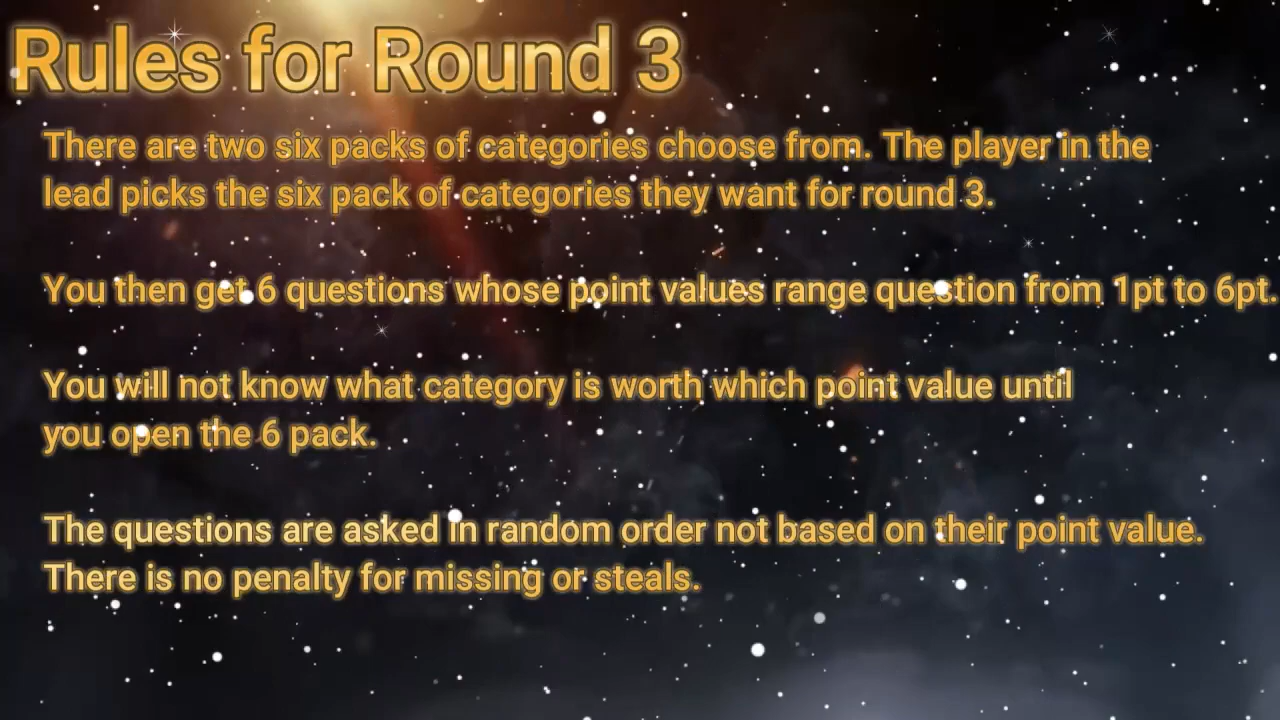 Rules for Round 3
There are two six packs of categories choose from. The player in the
lead picks the six pack of categories they want for round 3.
You then get 6 questions whose point values range question from 1pt to 6pt.
You will not know what category is worth which point value until
you open the 6 pack.
The questions are asked in random order not based on their point value.
There is no penalty for missing or steals.